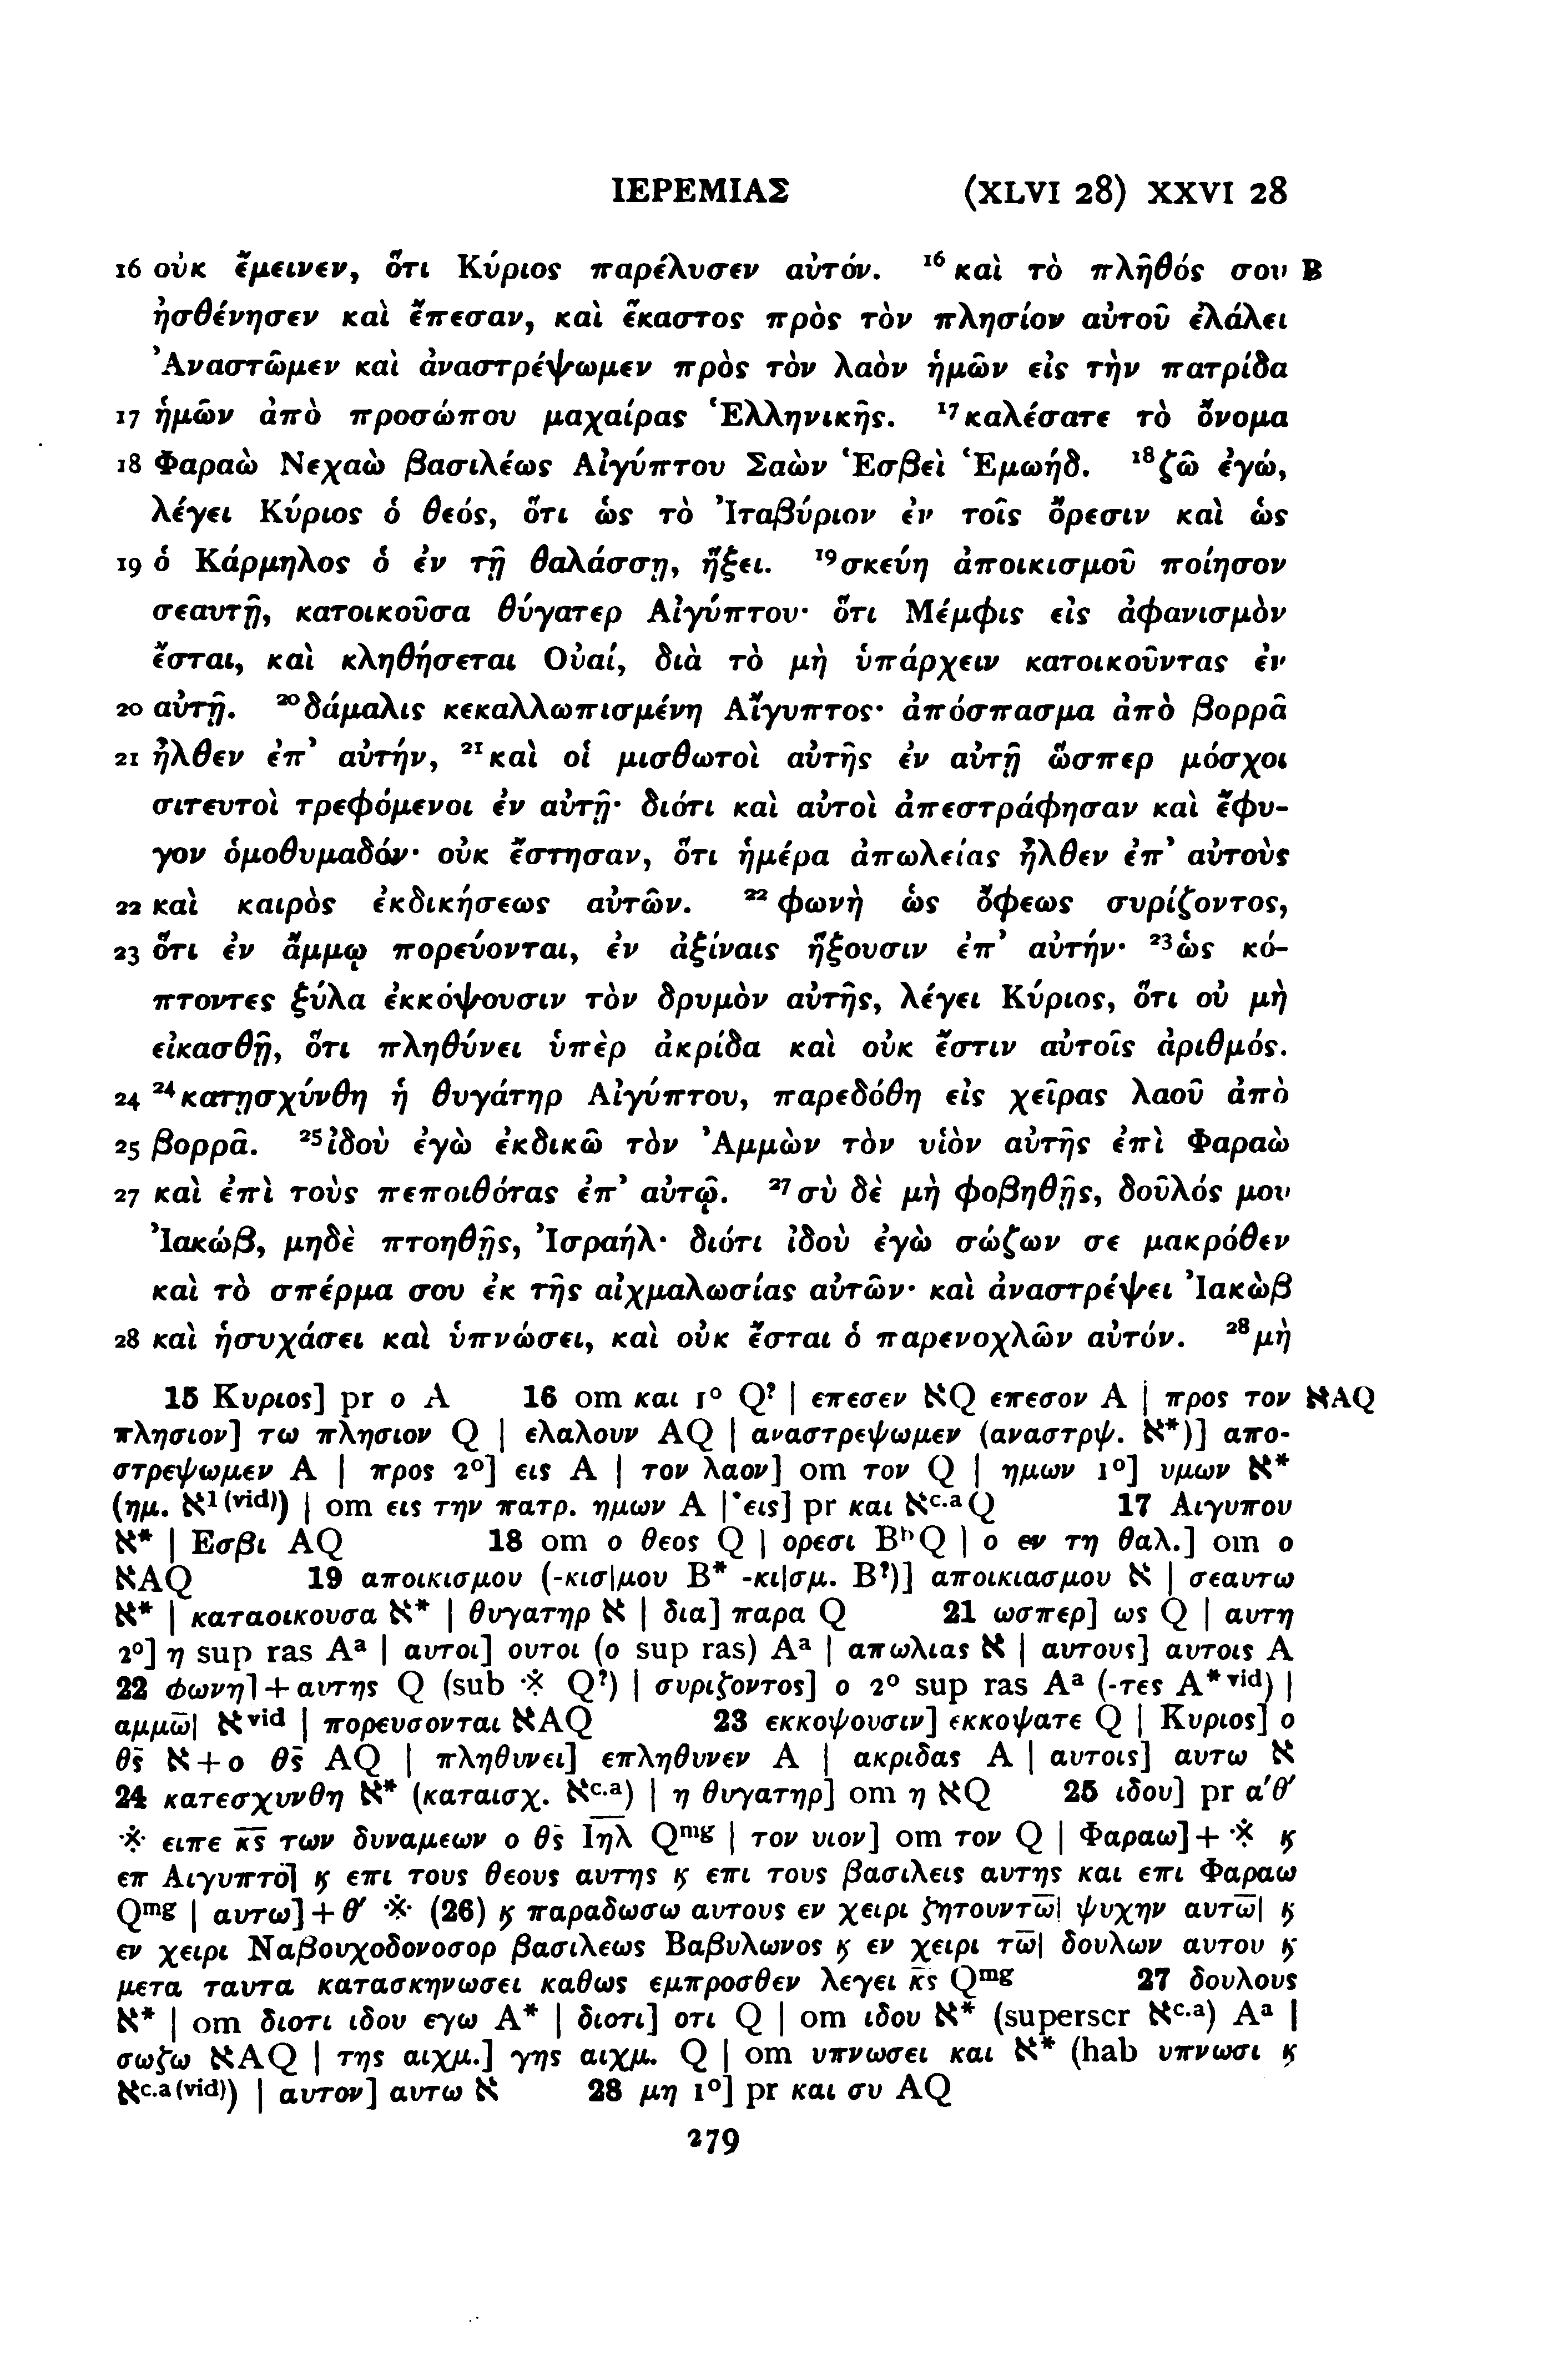 ΙΕΡΕΜΙΑΣ (XLVI 28) XXVI 28
16 οὐκ ἔμεινεν, ὅτι Κύριος παρέλυσεν αὐτόν. ¹⁶καὶ τὸ πλῆθός σου B
ἠσθένησεν καὶ ἔπεσαν, καὶ ἕκαστος πρὸς τὸν πλησίον αὐτοῦ ἐλάλει
Ἀναστῶμεν καὶ ἀναστρέψωμεν πρὸς τὸν λαὸν ἡμῶν εἰς τὴν πατρίδα
17 ἡμῶν ἀπὸ προσώπου μαχαίρας Ἑλληνικῆς. ¹⁷καλέσατε τὸ ὄνομα
18 Φαραὼ Νεχαὼ βασιλέως Αἰγύπτου Σαὼν Ἑσβεὶ Ἑμωήδ. ¹⁸ζῶ ἐγώ,
λέγει Κύριος ὁ θεός, ὅτι ὡς τὸ Ἰταβύριον ἐν τοῖς ὄρεσιν καὶ ὡς
19 ὁ Κάρμηλος ὁ ἐν τῇ θαλάσσῃ, ἥξει. ¹⁹σκεύη ἀποικισμοῦ ποίησον
σεαυτῇ, κατοικοῦσα θύγατερ Αἰγύπτου· ὅτι Μέμφις εἰς ἀφανισμὸν
ἔσται, καὶ κληθήσεται Οὐαί, διὰ τὸ μὴ ὑπάρχειν κατοικοῦντας ἐν
20 αὐτῇ. ²⁰δάμαλις κεκαλλωπισμένη Αἴγυπτος· ἀπόσπασμα ἀπὸ βορρᾶ
21 ἦλθεν ἐπ’ αὐτήν, ²¹καὶ οἱ μισθωτοὶ αὐτῆς ἐν αὐτῇ ὥσπερ μόσχοι
σιτευτοὶ τρεφόμενοι ἐν αὐτῇ· διότι καὶ αὐτοὶ ἀπεστράφησαν καὶ ἔφυ-
γον ὁμοθυμαδόν· οὐκ ἔστησαν, ὅτι ἡμέρα ἀπωλείας ἦλθεν ἐπ’ αὐτοὺς
22 καὶ καιρὸς ἐκδικήσεως αὐτῶν. ²²φωνὴ ὡς ὄφεως συρίζοντος,
23 ὅτι ἐν ἄμμῳ πορεύονται, ἐν ἀξίναις ἥξουσιν ἐπ’ αὐτήν· ²³ὡς κό-
πτοντες ξύλα ἐκκόψουσιν τὸν δρυμὸν αὐτῆς, λέγει Κύριος, ὅτι οὐ μὴ
εἰκασθῇ, ὅτι πληθύνει ὑπὲρ ἀκρίδα καὶ οὐκ ἔστιν αὐτοῖς ἀριθμός.
24 ²⁴κατῃσχύνθη ἡ θυγάτηρ Αἰγύπτου, παρεδόθη εἰς χεῖρας λαοῦ ἀπὸ
25 βορρᾶ. ²⁵ἰδοὺ ἐγὼ ἐκδικῶ τὸν Ἀμμὼν τὸν υἱὸν αὐτῆς ἐπὶ Φαραὼ
27 καὶ ἐπὶ τοὺς πεποιθότας ἐπ’ αὐτῷ. ²⁷σὺ δὲ μὴ φοβηθῇς, δοῦλός μου
Ἰακώβ, μηδὲ πτοηθῇς, Ἰσραήλ· διότι ἰδοὺ ἐγὼ σώζων σε μακρόθεν
καὶ τὸ σπέρμα σου ἐκ τῆς αἰχμαλωσίας αὐτῶν· καὶ ἀναστρέψει Ἰακὼβ
28 καὶ ἡσυχάσει καὶ ὑπνώσει, καὶ οὐκ ἔσται ὁ παρενοχλῶν αὐτόν. ²⁸μὴ
15 Κυριος] pr ο A 16 om και 1° Q? | επεσεν אQ επεσον A | προς τον אAQ
πλησιον] τω πλησιον Q | ελαλουν AQ | αναστρεψωμεν (αναστρψ. א*)] απο-
στρεψωμεν A | προς 2°] εις A | τον λαον] om τον Q | ημων 1°] υμων א*
(ημ. א1(vid)) | om εις την πατρ. ημων A | εις] pr και אc.aQ 17 Αιγυπου
א* | Εσβι AQ 18 om ο θεος Q | ορεσι BbQ | ο εν τη θαλ.] om ο
אAQ 19 αποικισμου (-κισ|μου B* -κι|σμ. B?)] αποικιασμου א | σεαυτω
א* | καταοικουσα א* | θυγατηρ א | δια] παρα Q 21 ωσπερ] ως Q | αυτη
2°] η sup ras Aa | αυτοι] ουτοι (ο sup ras) Aa | απωλιας א | αυτους] αυτοις A
22 φωνη] + αυτης Q (sub ※ Q?) | συριζοντος] ο 2° sup ras Aa (-τες A*vid) |
αμμω̅| אvid | πορευσονται אAQ 23 εκκοψουσιν] εκκοψατε Q | Κυριος] ο
θ̅ς̅ א + ο θ̅ς̅ AQ | πληθυνει] επληθυνεν A | ακριδας A | αυτοις] αυτω א
24 κατεσχυνθη א* (καταισχ. אc.a) | η θυγατηρ] om η אQ 25 ιδου] pr α′θ′
※ ειπε κ̅ς̅ των δυναμεων ο θ̅ς̅ Ι̅η̅λ̅ Qmg | τον υιον] om τον Q | Φαραω] + ※ ϗ
επ Αιγυπτο̅| ϗ επι τους θεους αυτης ϗ επι τους βασιλεις αυτης και επι Φαραω
Qmg | αυτω] + θ′ ※ (26) ϗ παραδωσω αυτους εν χειρι ζητουντω̅| ψυχην αυτω̅| ϗ
εν χειρι Ναβουχοδονοσορ βασιλεως Βαβυλωνος ϗ εν χειρι τω̅| δουλων αυτου ϗ
μετα ταυτα κατασκηνωσει καθως εμπροσθεν λεγει κ̅ς̅ Qmg 27 δουλους
א* | om διοτι ιδου εγω A* | διοτι] οτι Q | om ιδου א* (superscr אc.a) Aa |
σωζω אAQ | της αιχμ.] γης αιχμ. Q | om υπνωσει και א* (hab υπνωσι ϗ
אc.a(vid)) | αυτον] αυτω א 28 μη 1°] pr και συ AQ
279